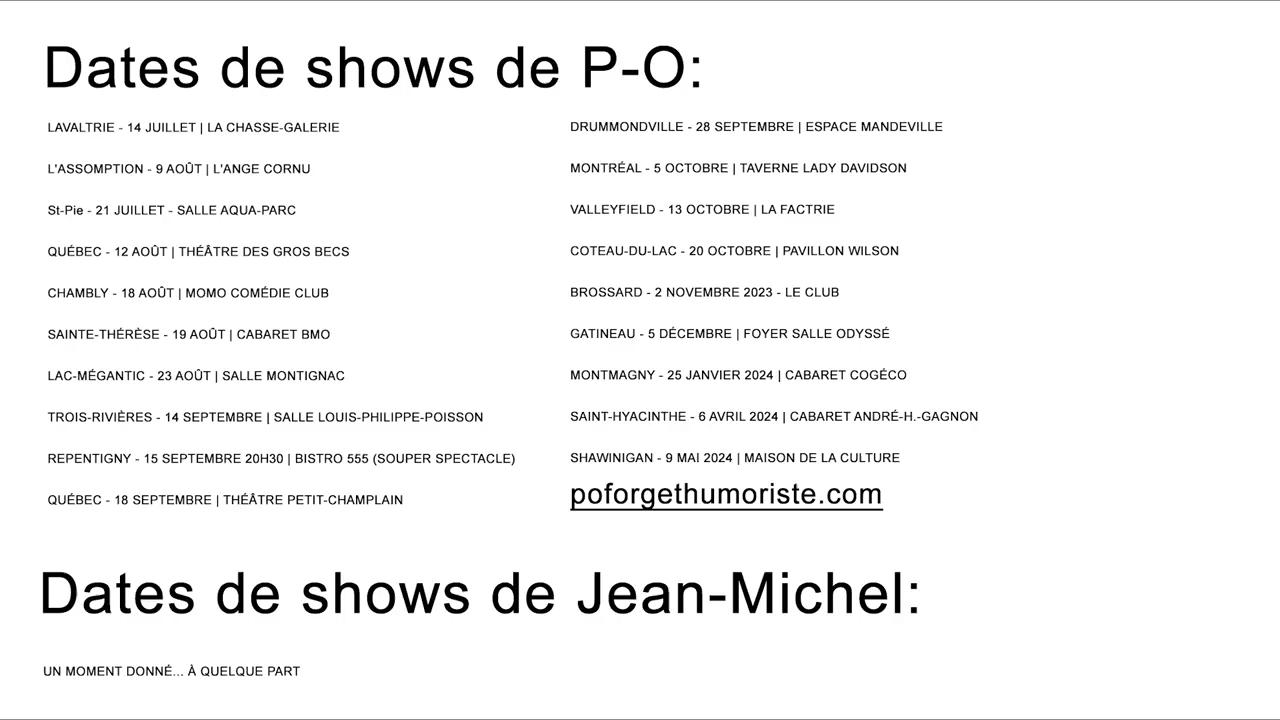 Dates de shows de P-O:
LAVALTRIE - 14 JUILLET | LA CHASSE-GALERIE
L'ASSOMPTION - 9 AOÛT | L'ANGE CORNU
St-Pie - 21 JUILLET - SALLE AQUA-PARC
QUÉBEC - 12 AOÛT | THÉÂTRE DES GROS BECS
CHAMBLY - 18 AOÛT | MOMO COMÉDIE CLUB
SAINTE-THÉRÈSE - 19 AOÛT | CABARET BMO
LAC-MÉGANTIC - 23 AOÛT | SALLE MONTIGNAC
TROIS-RIVIÈRES - 14 SEPTEMBRE | SALLE LOUIS-PHILIPPE-POISSON
REPENTIGNY - 15 SEPTEMBRE 20H30 | BISTRO 555 (SOUPER SPECTACLE)
QUÉBEC - 18 SEPTEMBRE | THÉÂTRE PETIT-CHAMPLAIN
DRUMMONDVILLE - 28 SEPTEMBRE | ESPACE MANDEVILLE
MONTRÉAL - 5 OCTOBRE | TAVERNE LADY DAVIDSON
VALLEYFIELD - 13 OCTOBRE | LA FACTRIE
COTEAU-DU-LAC - 20 OCTOBRE | PAVILLON WILSON
BROSSARD - 2 NOVEMBRE 2023 - LE CLUB
GATINEAU - 5 DÉCEMBRE | FOYER SALLE ODYSSÉ
MONTMAGNY - 25 JANVIER 2024 | CABARET COGÉCO
SAINT-HYACINTHE - 6 AVRIL 2024 | CABARET ANDRÉ-H.-GAGNON
SHAWINIGAN - 9 MAI 2024 | MAISON DE LA CULTURE
poforgethumoriste.com
Dates de shows de Jean-Michel:
UN MOMENT DONNÉ... À QUELQUE PART